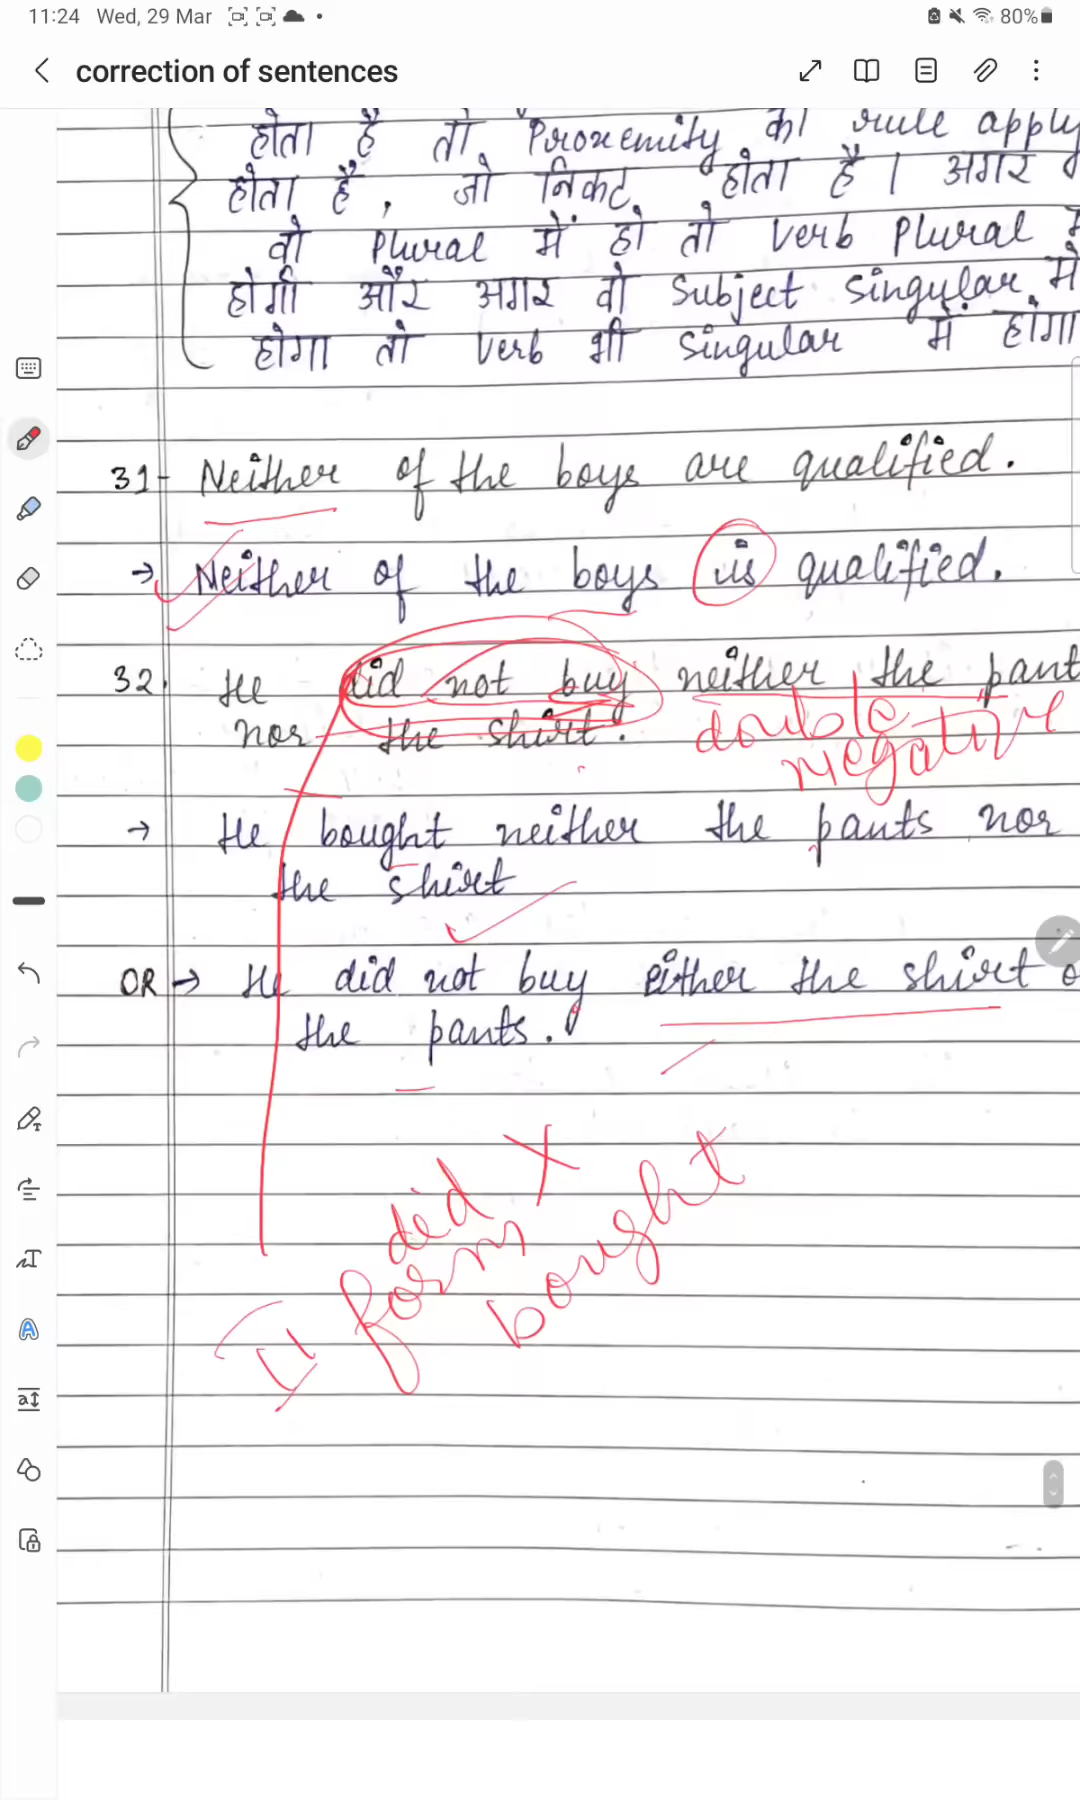 11:24 Wed, 29 Mar 80%
correction of sentences
होता है तो Proxemity का rule apply
होता है, जो निकट होता है । अगर
वो Plural में हो तो verb plural
होगी और अगर वो Subject singular में
होगा तो verb भी singular में होगा
31- Neither of the boys are qualified.
→ Neither of the boys is qualified.
32. He did not buy neither the pant
nor the shirt.
double
negative
→ He bought neither the pants nor
the shirt
OR → He did not buy either the shirt o
the pants.
did X
II form bought